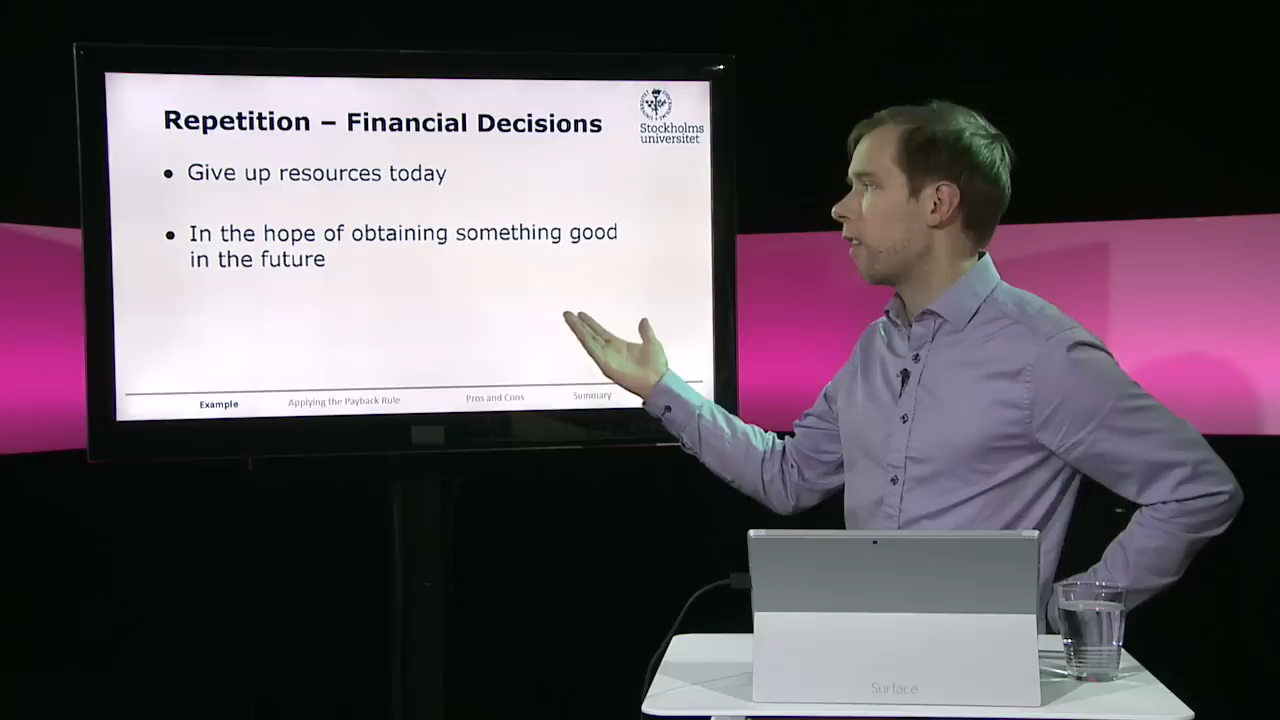 Repetition – Financial Decisions
Stockholms
universitet
• Give up resources today
• In the hope of obtaining something good
in the future
Example Applying the Payback Rule Pros and Cons Summary
Surface